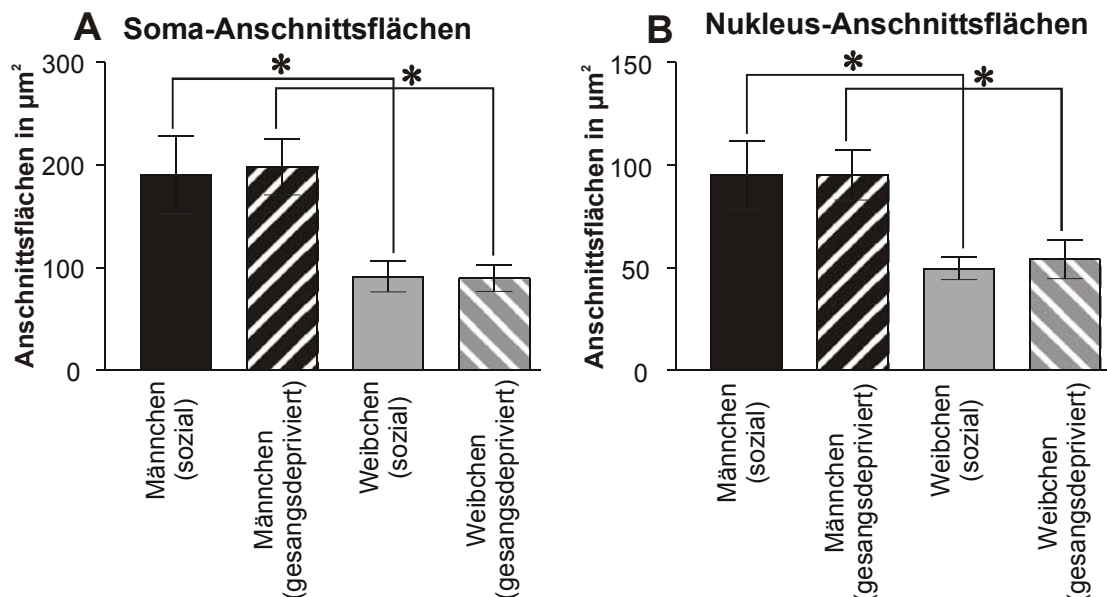 A Soma-Anschnittsflächen
Anschnittsflächen in µm²
300
200
100
0
*
*
Männchen
(sozial)
Männchen
(gesangsdepriviert)
Weibchen
(sozial)
Weibchen
(gesangsdepriviert)
B Nukleus-Anschnittsflächen
Anschnittsflächen in µm²
150
100
50
0
*
*
Männchen
(sozial)
Männchen
(gesangsdepriviert)
Weibchen
(sozial)
Weibchen
(gesangsdepriviert)